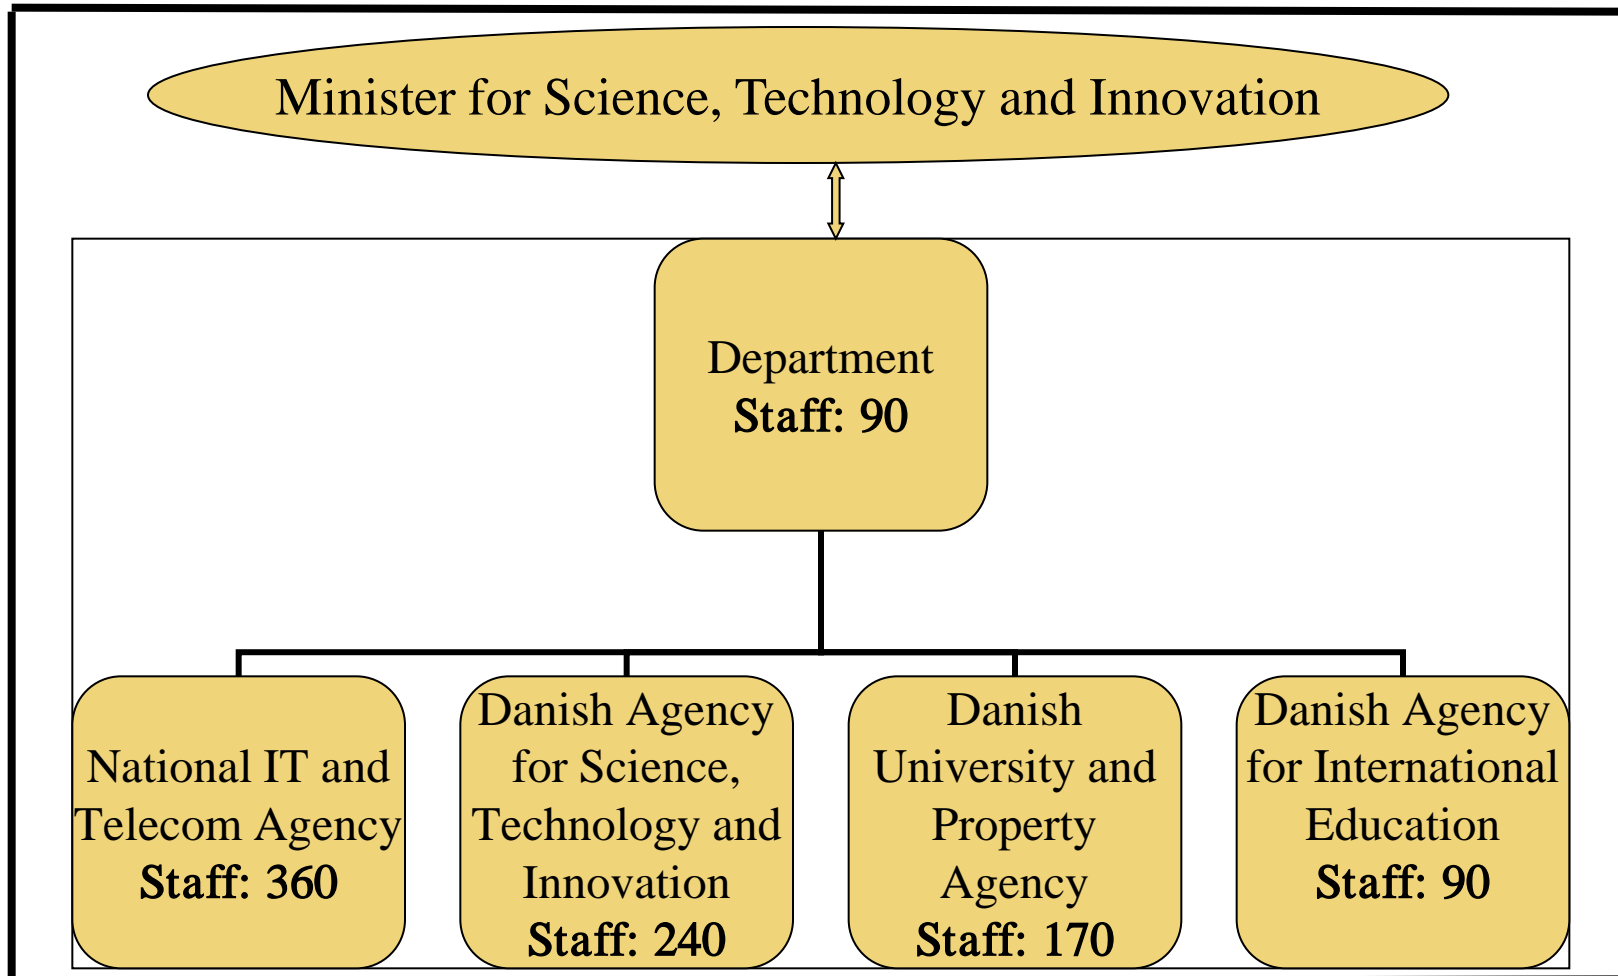 Minister for Science, Technology and Innovation
Department
Staff: 90
National IT and
Telecom Agency
Staff: 360
Danish Agency
for Science,
Technology and
Innovation
Staff: 240
Danish
University and
Property
Agency
Staff: 170
Danish Agency
for International
Education
Staff: 90